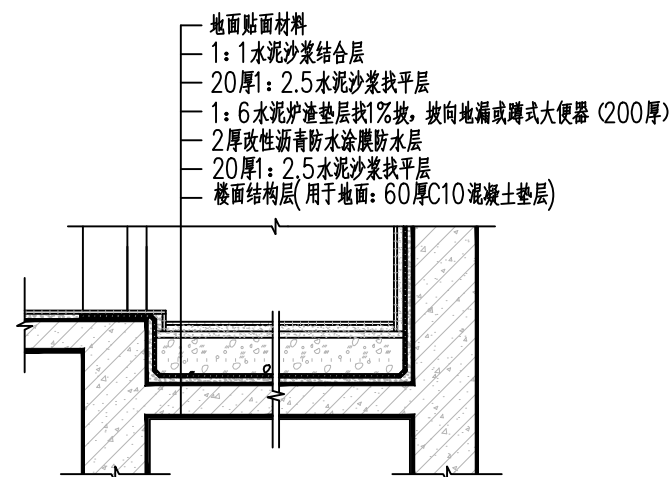 地面贴面材料
1：1水泥沙浆结合层
20厚1：2.5水泥沙浆找平层
1：6水泥炉渣垫层找1%坡，坡向地漏或蹲式大便器（200厚）
2厚改性沥青防水涂膜防水层
20厚1：2.5水泥沙浆找平层
楼面结构层(用于地面：60厚C10混凝土垫层)